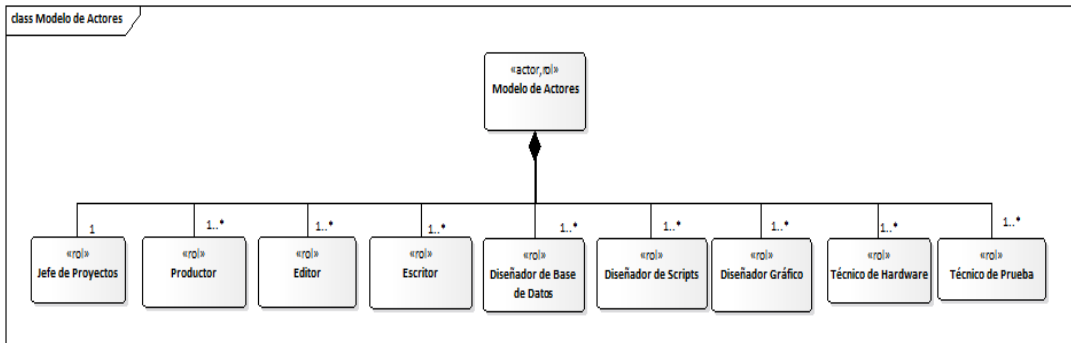 class Modelo de Actores
«actor,rol»
Modelo de Actores
1
1..*
1..*
1..*
1..*
1..*
1..*
1..*
1..*
«rol»
Jefe de Proyectos
«rol»
Productor
«rol»
Editor
«rol»
Escritor
«rol»
Diseñador de Base
de Datos
«rol»
Diseñador de Scripts
«rol»
Diseñador Gráfico
«rol»
Técnico de Hardware
«rol»
Técnico de Prueba